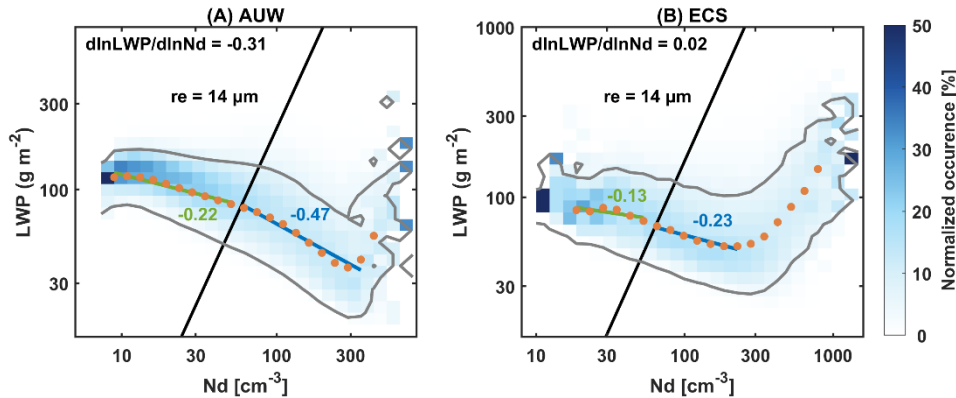 (A) AUW
dlnLWP/dlnNd = -0.31
re = 14 µm
-0.22
-0.47
300
100
30
LWP (g m⁻²)
10
30
100
300
Nd [cm⁻³]
(B) ECS
dlnLWP/dlnNd = 0.02
re = 14 µm
-0.13
-0.23
1000
300
100
30
LWP (g m⁻²)
10
30
100
300
1000
Nd [cm⁻³]
50
40
30
20
10
0
Normalized occurence [%]